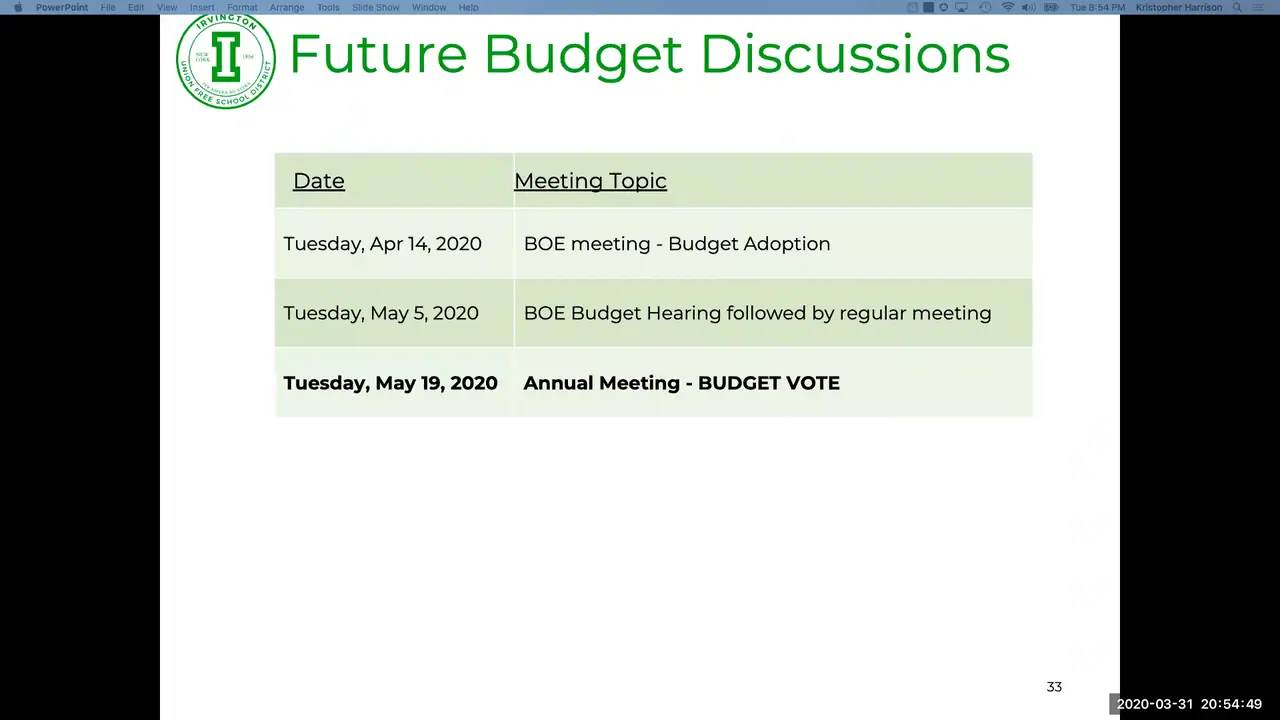 PowerPoint File Edit View Insert Format Arrange Tools Slide Show Window Help Tue 8:54 PM Kristopher Harrison
IRVINGTON
NEW YORK
I
UNION FREE SCHOOL DISTRICT
Future Budget Discussions
Date Meeting Topic
Tuesday, Apr 14, 2020 BOE meeting - Budget Adoption
Tuesday, May 5, 2020 BOE Budget Hearing followed by regular meeting
Tuesday, May 19, 2020 Annual Meeting - BUDGET VOTE
33
2020-03-31 20:54:49